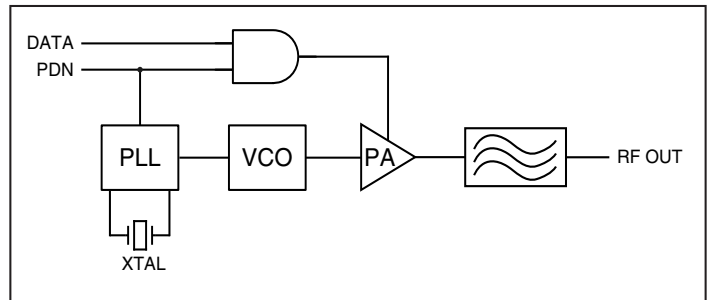 DATA
PDN
PLL
VCO
PA
RF OUT
XTAL